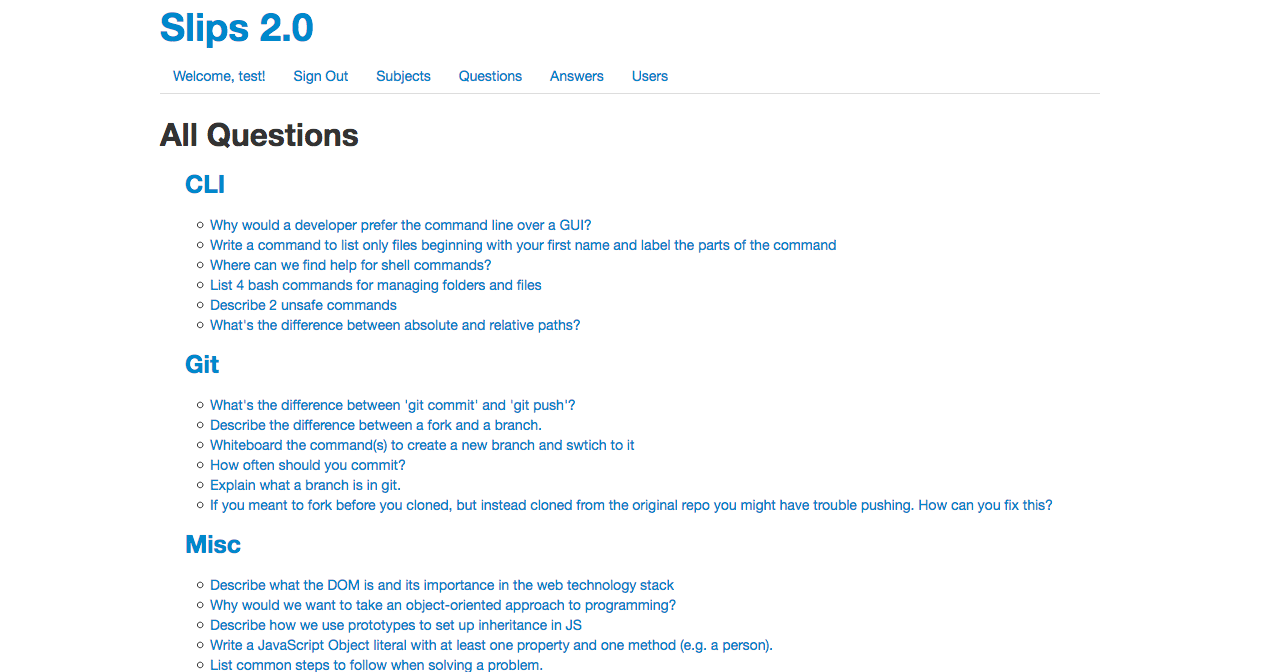 Slips 2.0
Welcome, test! Sign Out Subjects Questions Answers Users
All Questions
CLI
Why would a developer prefer the command line over a GUI?
Write a command to list only files beginning with your first name and label the parts of the command
Where can we find help for shell commands?
List 4 bash commands for managing folders and files
Describe 2 unsafe commands
What's the difference between absolute and relative paths?
Git
What's the difference between 'git commit' and 'git push'?
Describe the difference between a fork and a branch.
Whiteboard the command(s) to create a new branch and swtich to it
How often should you commit?
Explain what a branch is in git.
If you meant to fork before you cloned, but instead cloned from the original repo you might have trouble pushing. How can you fix this?
Misc
Describe what the DOM is and its importance in the web technology stack
Why would we want to take an object-oriented approach to programming?
Describe how we use prototypes to set up inheritance in JS
Write a JavaScript Object literal with at least one property and one method (e.g. a person).
List common steps to follow when solving a problem.